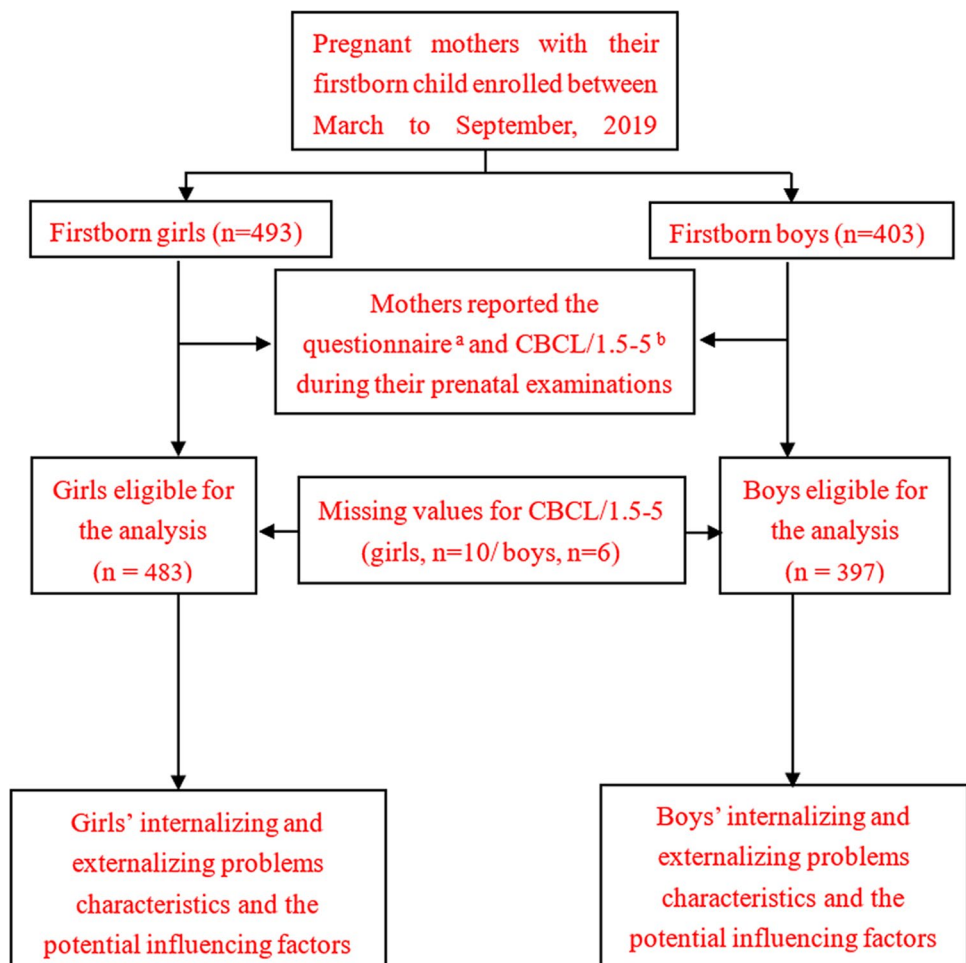 Pregnant mothers with their
firstborn child enrolled between
March to September, 2019
Firstborn girls (n=493)
Firstborn boys (n=403)
Mothers reported the
questionnaire a and CBCL/1.5-5 b
during their prenatal examinations
Girls eligible for
the analysis
(n = 483)
Missing values for CBCL/1.5-5
(girls, n=10/ boys, n=6)
Boys eligible for
the analysis
(n = 397)
Girls’ internalizing and
externalizing problems
characteristics and the
potential influencing factors
Boys’ internalizing and
externalizing problems
characteristics and the
potential influencing factors